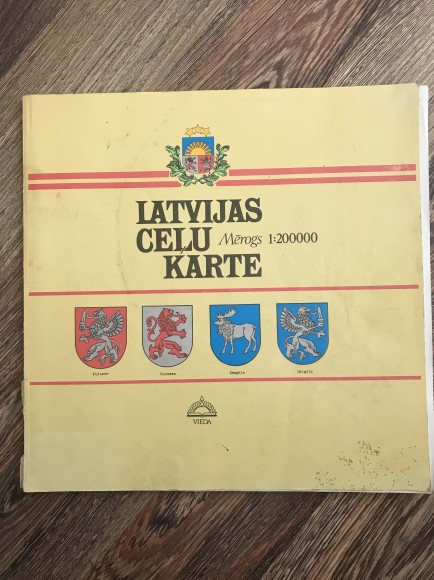 LATVIJAS
CEĻU Mērogs 1:200000
KARTE
Vidzeme Kurzeme Zemgale Latgale
VIEDA